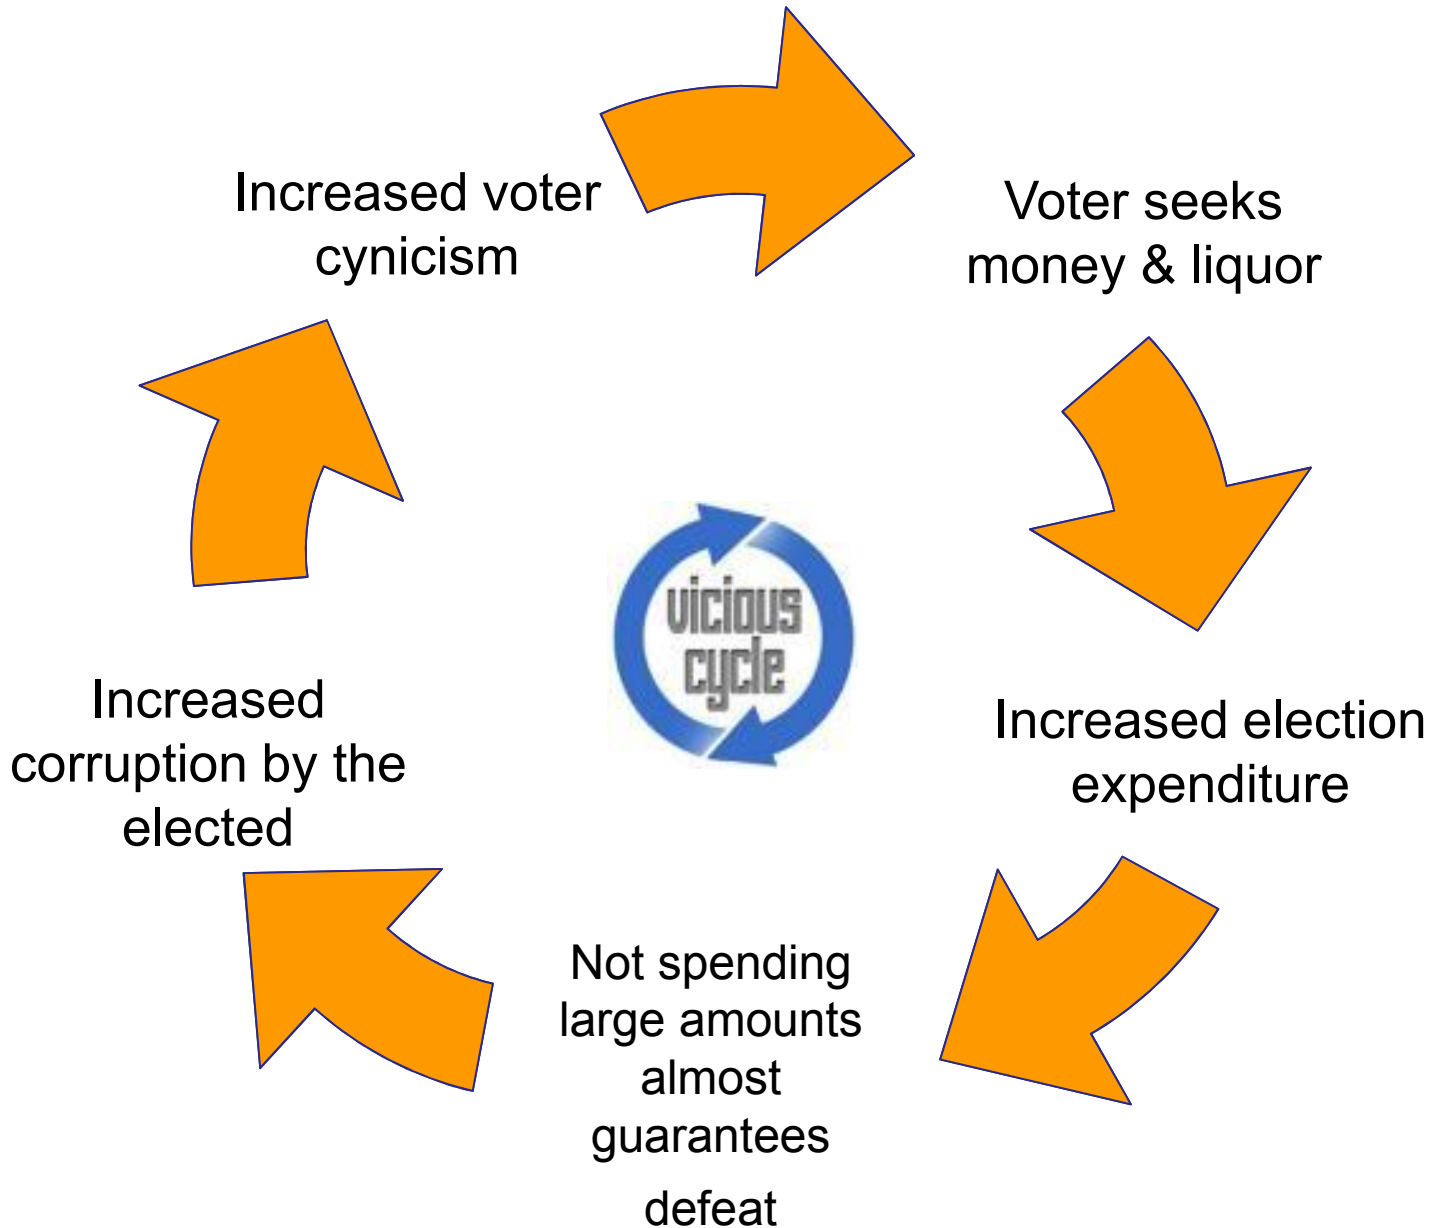 Increased voter
cynicism
Voter seeks
money & liquor
Increased election
expenditure
Not spending
large amounts
almost
guarantees
defeat
Increased
corruption by the
elected
vicious
cycle